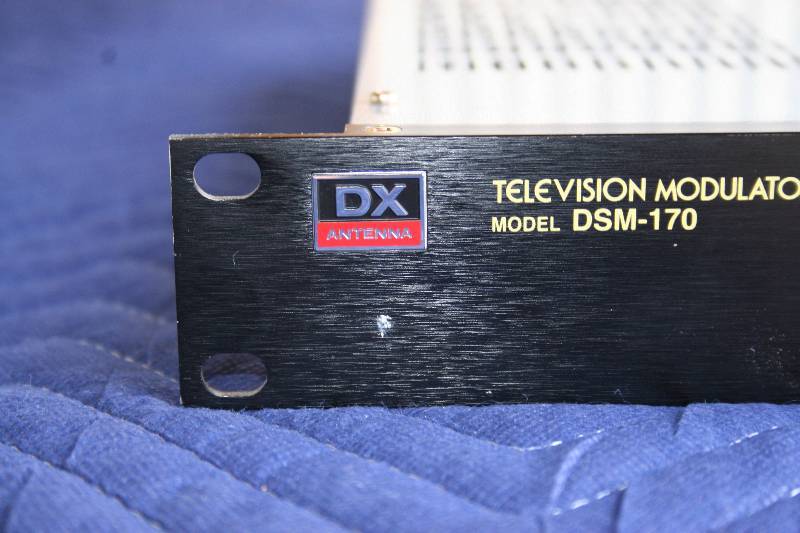 DX
ANTENNA
TELEVISION MODULATO
MODEL DSM-170